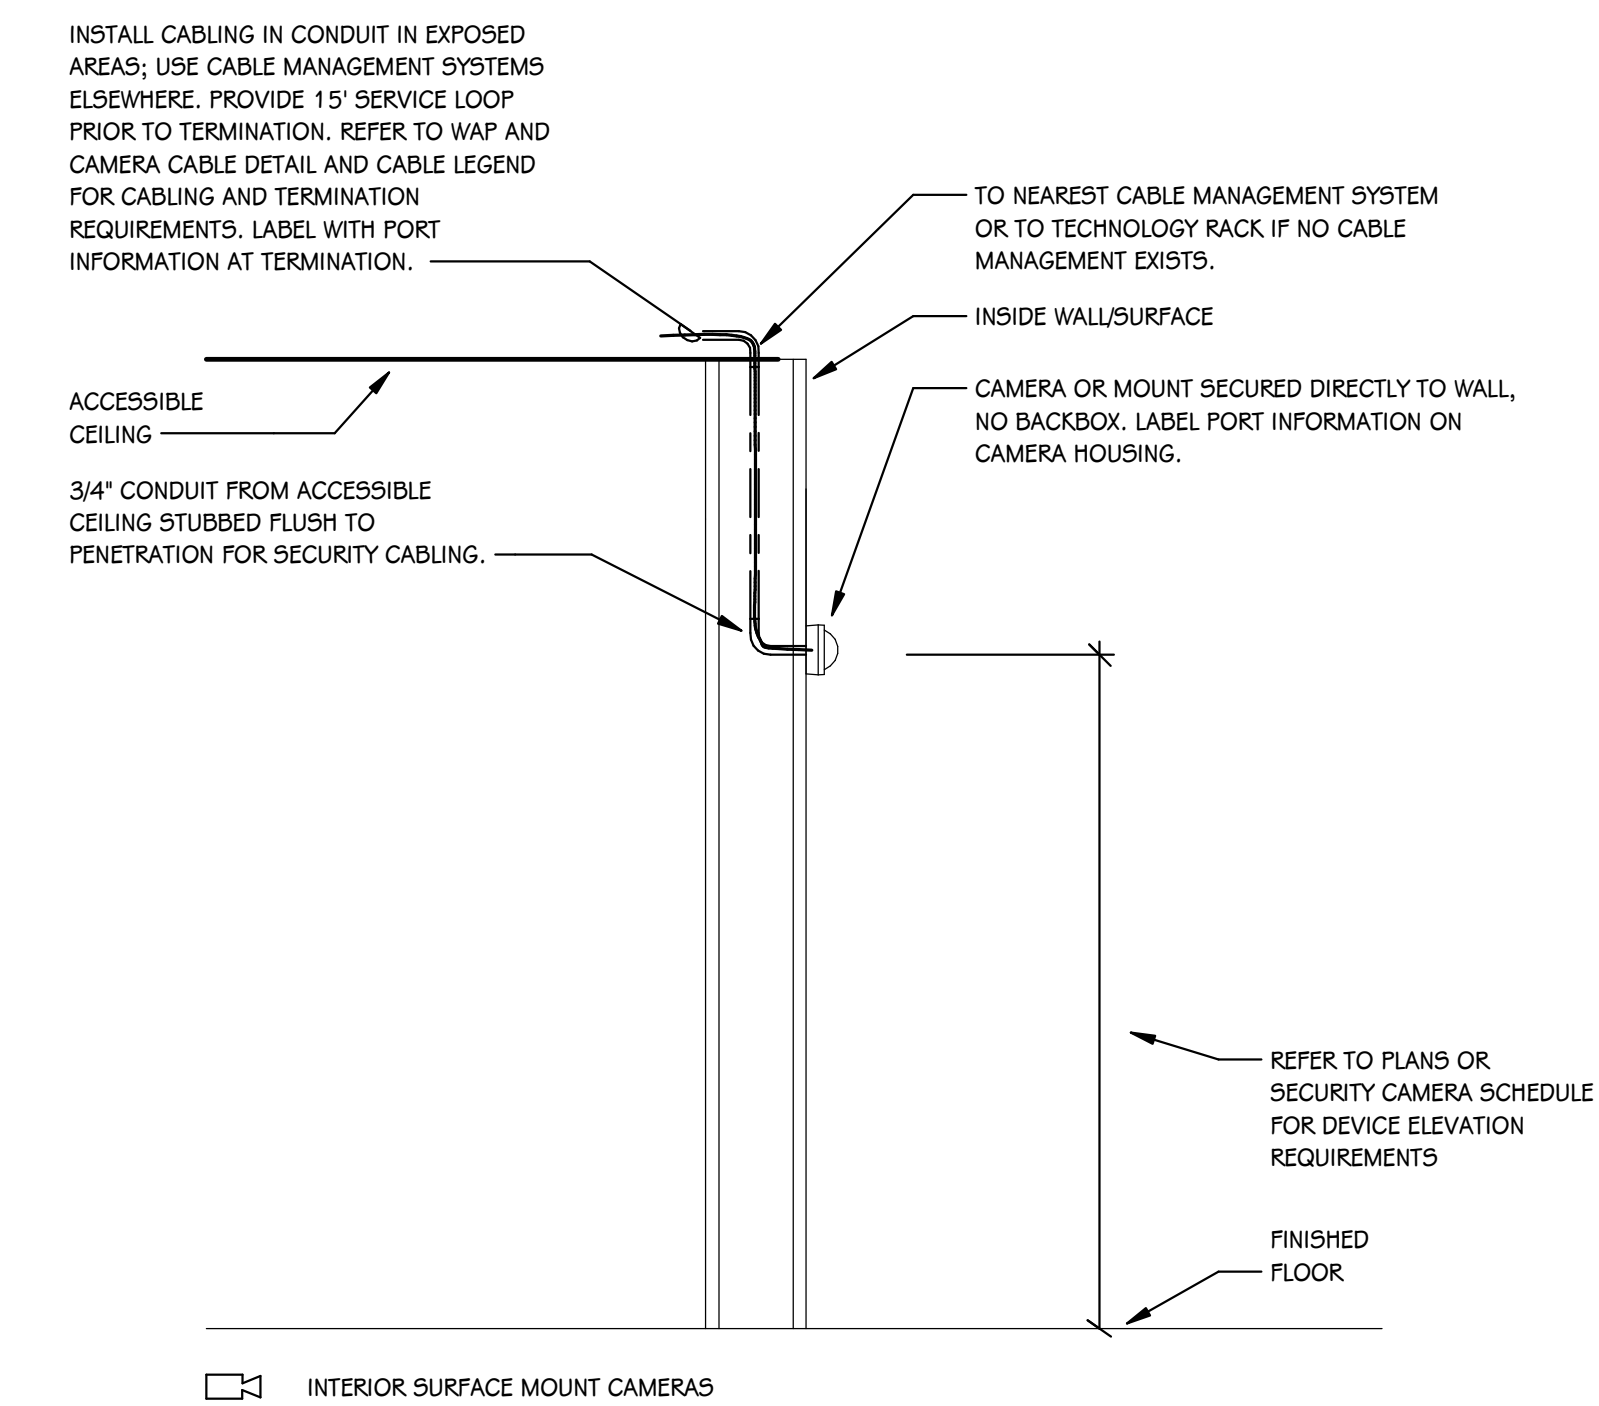 INSTALL CABLING IN CONDUIT IN EXPOSED
AREAS; USE CABLE MANAGEMENT SYSTEMS
ELSEWHERE. PROVIDE 15' SERVICE LOOP
PRIOR TO TERMINATION. REFER TO WAP AND
CAMERA CABLE DETAIL AND CABLE LEGEND
FOR CABLING AND TERMINATION
REQUIREMENTS. LABEL WITH PORT
INFORMATION AT TERMINATION.
TO NEAREST CABLE MANAGEMENT SYSTEM
OR TO TECHNOLOGY RACK IF NO CABLE
MANAGEMENT EXISTS.
INSIDE WALL/SURFACE
CAMERA OR MOUNT SECURED DIRECTLY TO WALL,
NO BACKBOX. LABEL PORT INFORMATION ON
CAMERA HOUSING.
ACCESSIBLE
CEILING
3/4" CONDUIT FROM ACCESSIBLE
CEILING STUBBED FLUSH TO
PENETRATION FOR SECURITY CABLING.
REFER TO PLANS OR
SECURITY CAMERA SCHEDULE
FOR DEVICE ELEVATION
REQUIREMENTS
FINISHED
FLOOR
INTERIOR SURFACE MOUNT CAMERAS